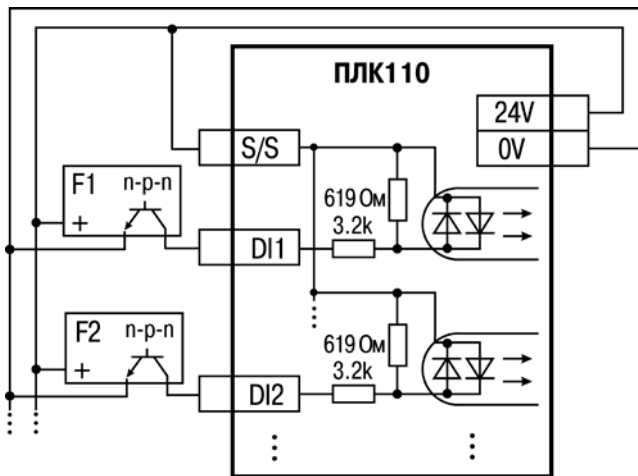 ПЛК110
24V
0V
S/S
F1
n-p-n
+
619 Ом
3.2k
DI1
F2
n-p-n
+
619 Ом
3.2k
DI2